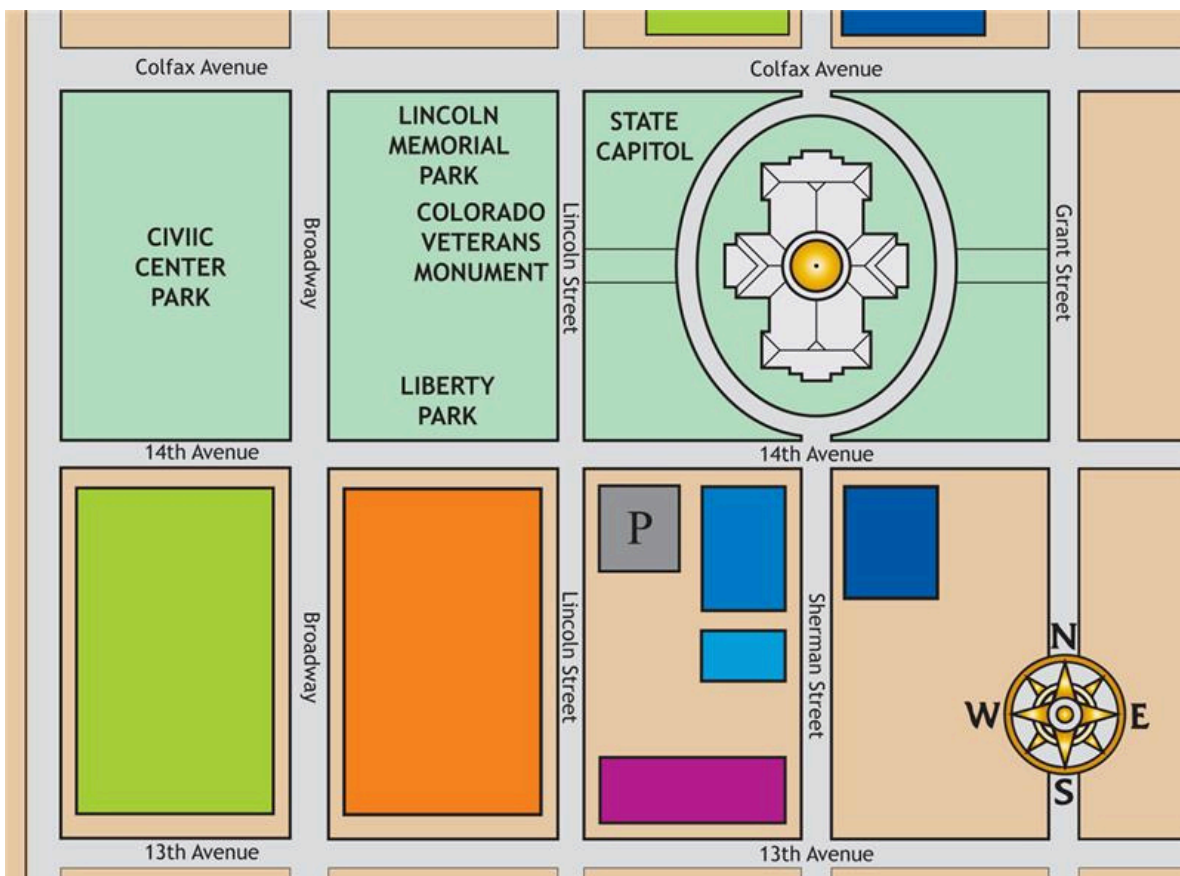 Colfax Avenue
Colfax Avenue
LINCOLN
MEMORIAL
PARK
STATE
CAPITOL
COLORADO
VETERANS
MONUMENT
CIVIIC
CENTER
PARK
Broadway
Lincoln Street
Grant Street
LIBERTY
PARK
14th Avenue
14th Avenue
P
Broadway
Lincoln Street
Sherman Street
N
W
E
S
13th Avenue
13th Avenue